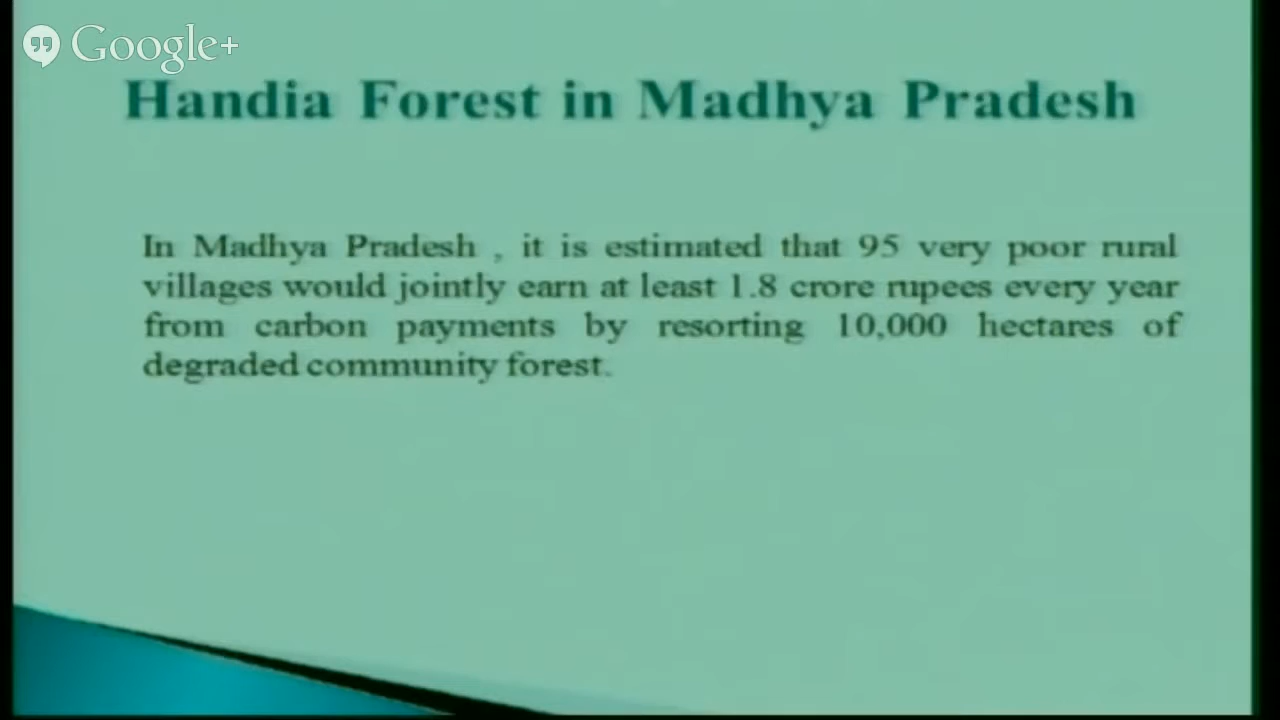 Google+
Handia Forest in Madhya Pradesh
In Madhya Pradesh , it is estimated that 95 very poor rural
villages would jointly earn at least 1.8 crore rupees every year
from carbon payments by resorting 10,000 hectares of
degraded community forest.